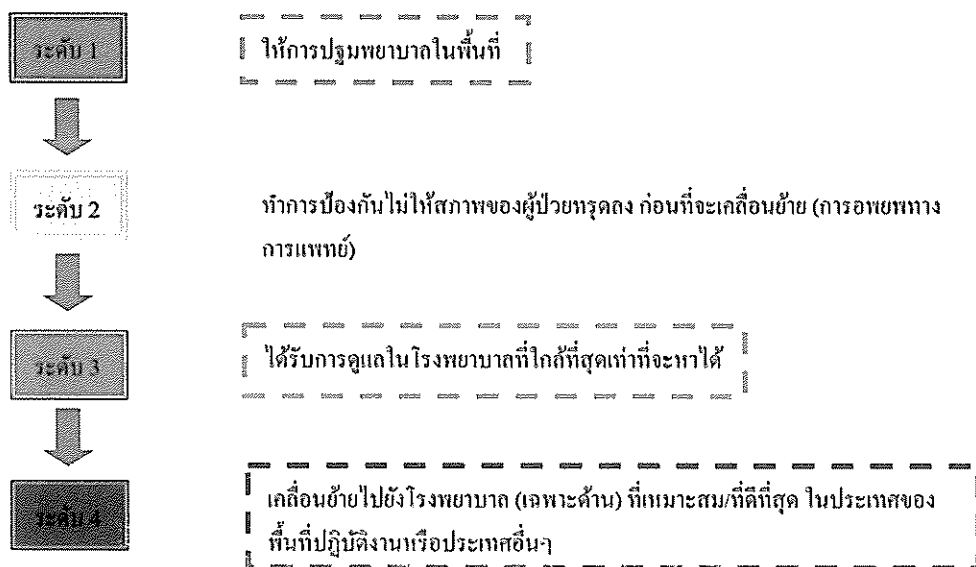 ระดับ 1
ให้การปฐมพยาบาลในพื้นที่
ระดับ 2
ทำการป้องกันไม่ให้สภาพของผู้ป่วยทรุดลง ก่อนที่จะเคลื่อนย้าย (การอพยพทาง
การแพทย์)
ระดับ 3
ได้รับการดูแลในโรงพยาบาลที่ใกล้ที่สุดเท่าที่จะหาได้
ระดับ 4
เคลื่อนย้ายไปยังโรงพยาบาล (เฉพาะด้าน) ที่เหมาะสม/ที่ดีที่สุด ในประเทศของ
พื้นที่ปฏิบัติงานหรือประเทศอื่นๆ